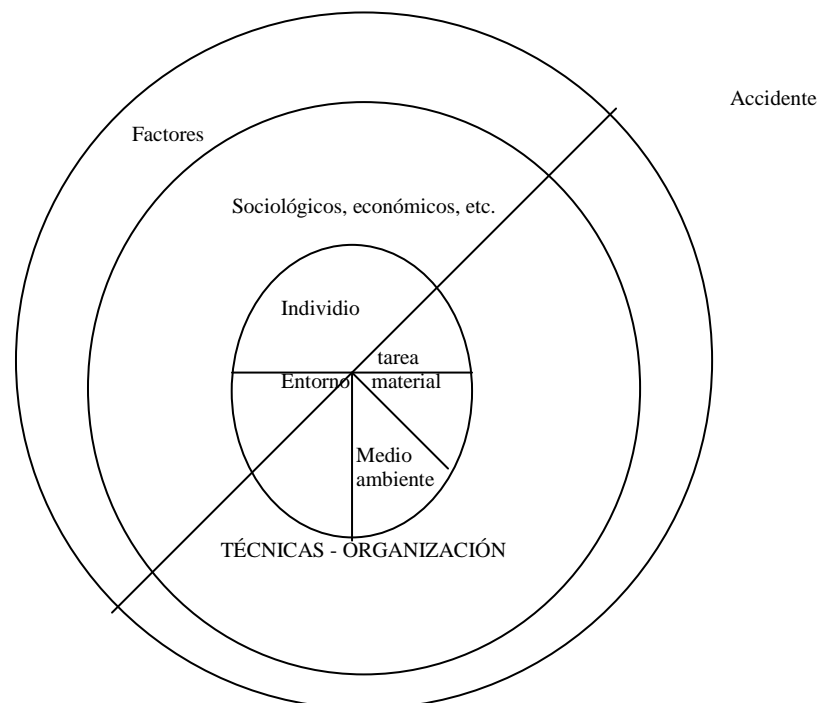 Accidente
Factores
Sociológicos, económicos, etc.
Individio
tarea
Entorno material
Medio
ambiente
TÉCNICAS - ORGANIZACIÓN